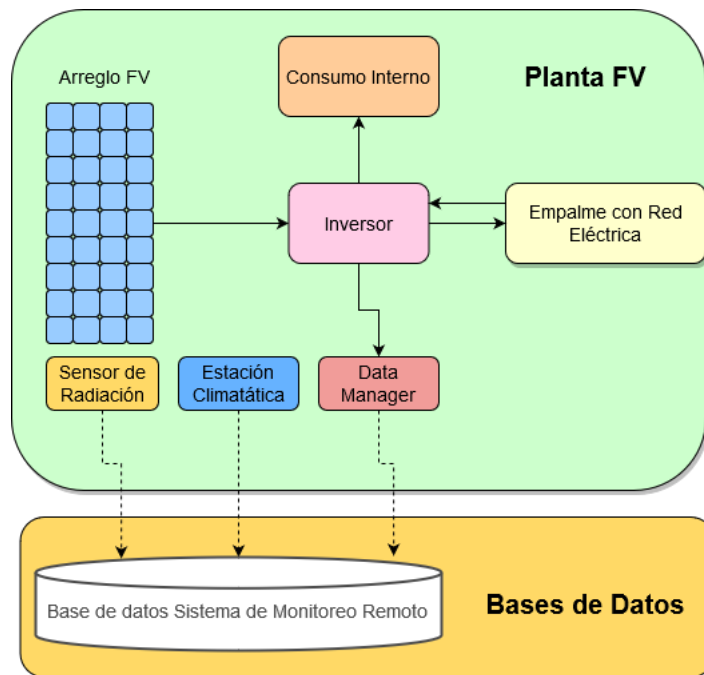 Arreglo FV
Consumo Interno
Planta FV
Inversor
Empalme con Red
Eléctrica
Sensor de
Radiación
Estación
Climatática
Data
Manager
Base de datos Sistema de Monitoreo Remoto
Bases de Datos